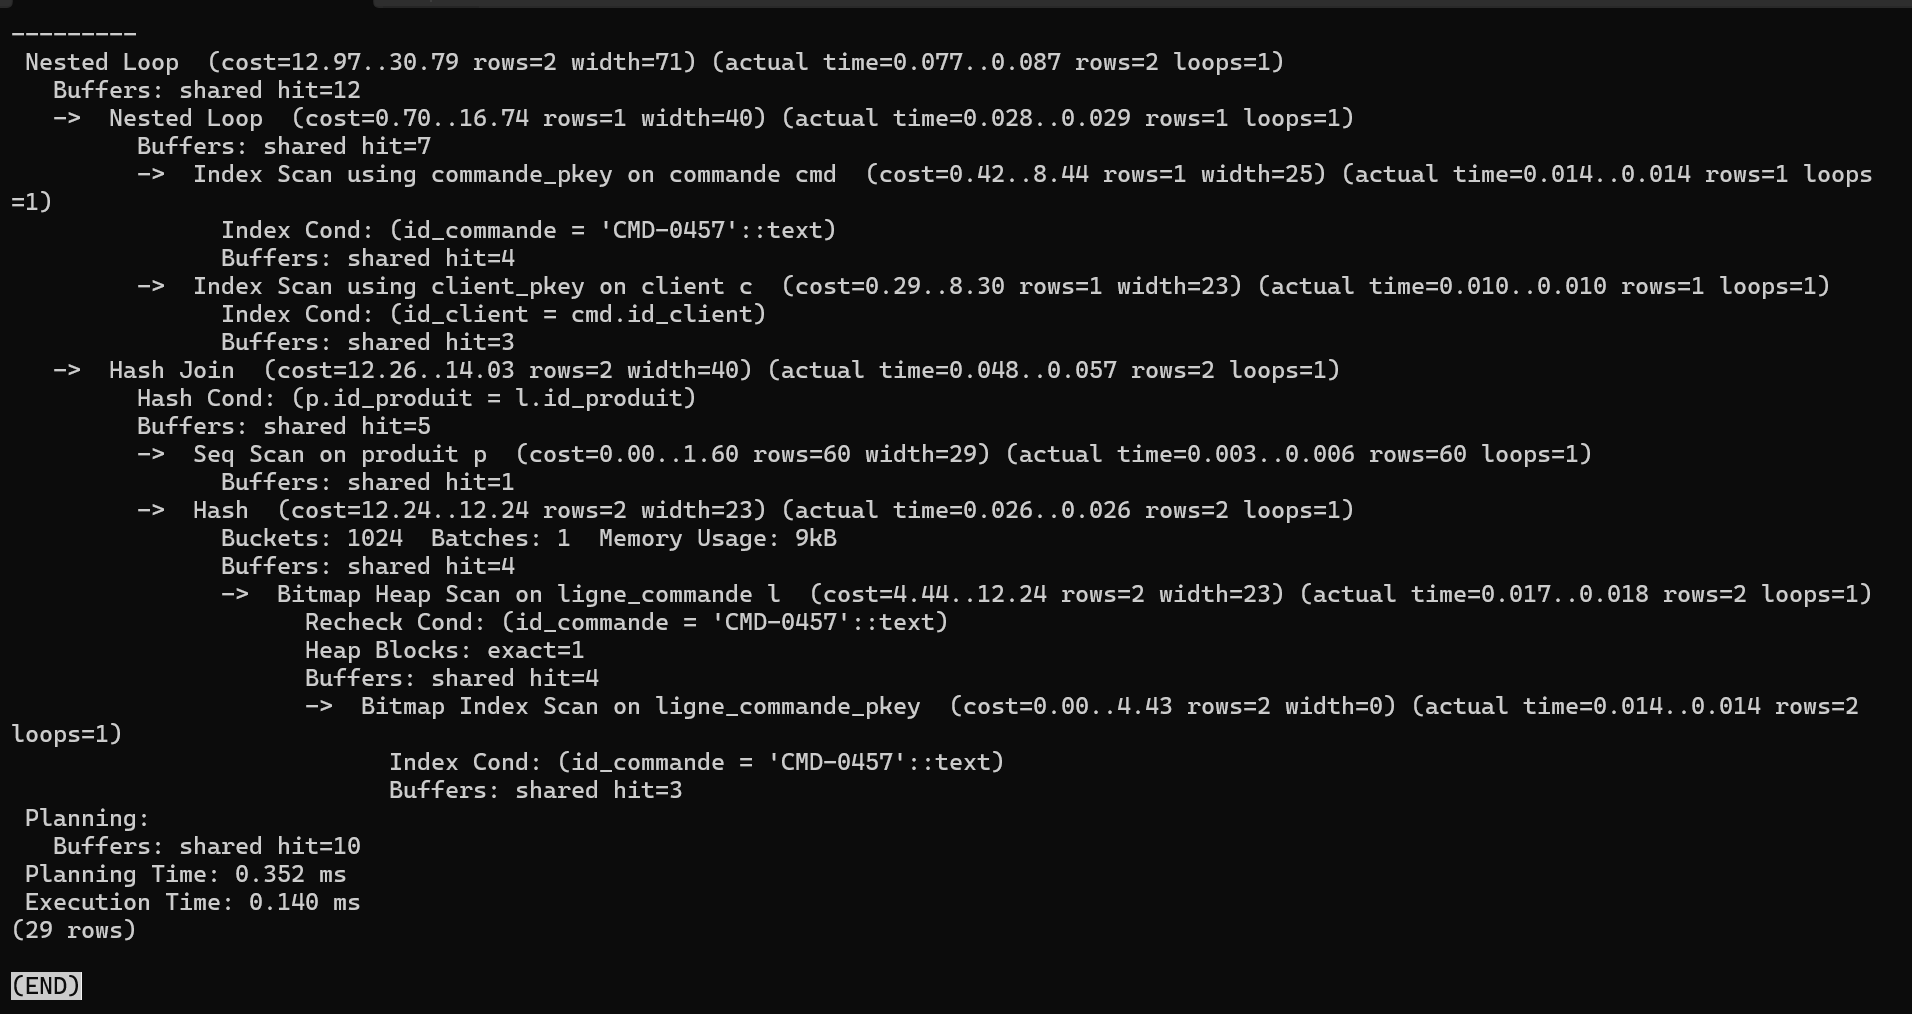 ---------
Nested Loop  (cost=12.97..30.79 rows=2 width=71) (actual time=0.077..0.087 rows=2 loops=1)
  Buffers: shared hit=12
  ->  Nested Loop  (cost=0.70..16.74 rows=1 width=40) (actual time=0.028..0.029 rows=1 loops=1)
        Buffers: shared hit=7
        ->  Index Scan using commande_pkey on commande cmd  (cost=0.42..8.44 rows=1 width=25) (actual time=0.014..0.014 rows=1 loops
=1)
              Index Cond: (id_commande = 'CMD-0457'::text)
              Buffers: shared hit=4
        ->  Index Scan using client_pkey on client c  (cost=0.29..8.30 rows=1 width=23) (actual time=0.010..0.010 rows=1 loops=1)
              Index Cond: (id_client = cmd.id_client)
              Buffers: shared hit=3
  ->  Hash Join  (cost=12.26..14.03 rows=2 width=40) (actual time=0.048..0.057 rows=2 loops=1)
        Hash Cond: (p.id_produit = l.id_produit)
        Buffers: shared hit=5
        ->  Seq Scan on produit p  (cost=0.00..1.60 rows=60 width=29) (actual time=0.003..0.006 rows=60 loops=1)
              Buffers: shared hit=1
        ->  Hash  (cost=12.24..12.24 rows=2 width=23) (actual time=0.026..0.026 rows=2 loops=1)
              Buckets: 1024  Batches: 1  Memory Usage: 9kB
              Buffers: shared hit=4
              ->  Bitmap Heap Scan on ligne_commande l  (cost=4.44..12.24 rows=2 width=23) (actual time=0.017..0.018 rows=2 loops=1)
                    Recheck Cond: (id_commande = 'CMD-0457'::text)
                    Heap Blocks: exact=1
                    Buffers: shared hit=4
                    ->  Bitmap Index Scan on ligne_commande_pkey  (cost=0.00..4.43 rows=2 width=0) (actual time=0.014..0.014 rows=2
loops=1)
                          Index Cond: (id_commande = 'CMD-0457'::text)
                          Buffers: shared hit=3
Planning:
  Buffers: shared hit=10
Planning Time: 0.352 ms
Execution Time: 0.140 ms
(29 rows)
(END)